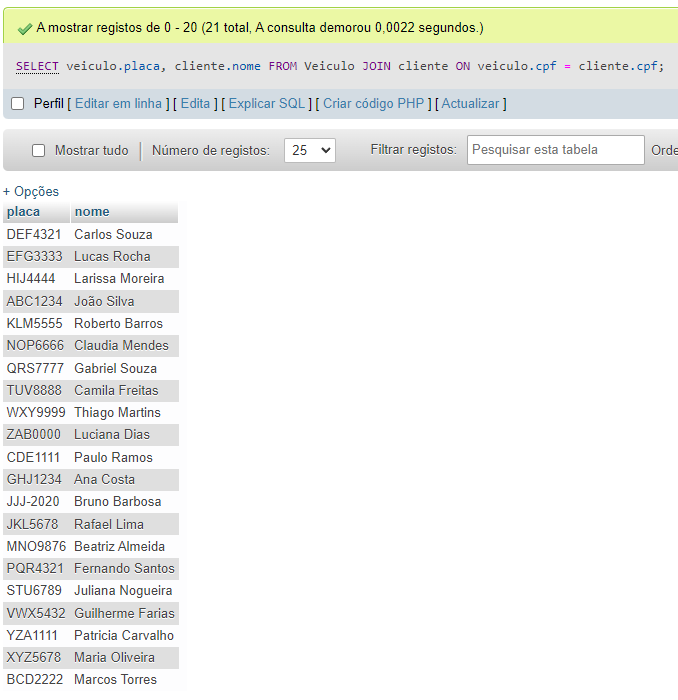 A mostrar registos de 0 - 20 (21 total, A consulta demorou 0,0022 segundos.)
SELECT veiculo.placa, cliente.nome FROM Veiculo JOIN cliente ON veiculo.cpf = cliente.cpf;
Perfil [ Editar em linha ] [ Edita ] [ Explicar SQL ] [ Criar código PHP ] [ Actualizar ]
Mostrar tudo | Número de registos: 25 Filtrar registos: Pesquisar esta tabela Orde
+ Opções
placa nome
DEF4321 Carlos Souza
EFG3333 Lucas Rocha
HIJ4444 Larissa Moreira
ABC1234 João Silva
KLM5555 Roberto Barros
NOP6666 Claudia Mendes
QRS7777 Gabriel Souza
TUV8888 Camila Freitas
WXY9999 Thiago Martins
ZAB0000 Luciana Dias
CDE1111 Paulo Ramos
GHJ1234 Ana Costa
JJJ-2020 Bruno Barbosa
JKL5678 Rafael Lima
MNO9876 Beatriz Almeida
PQR4321 Fernando Santos
STU6789 Juliana Nogueira
VWX5432 Guilherme Farias
YZA1111 Patricia Carvalho
XYZ5678 Maria Oliveira
BCD2222 Marcos Torres